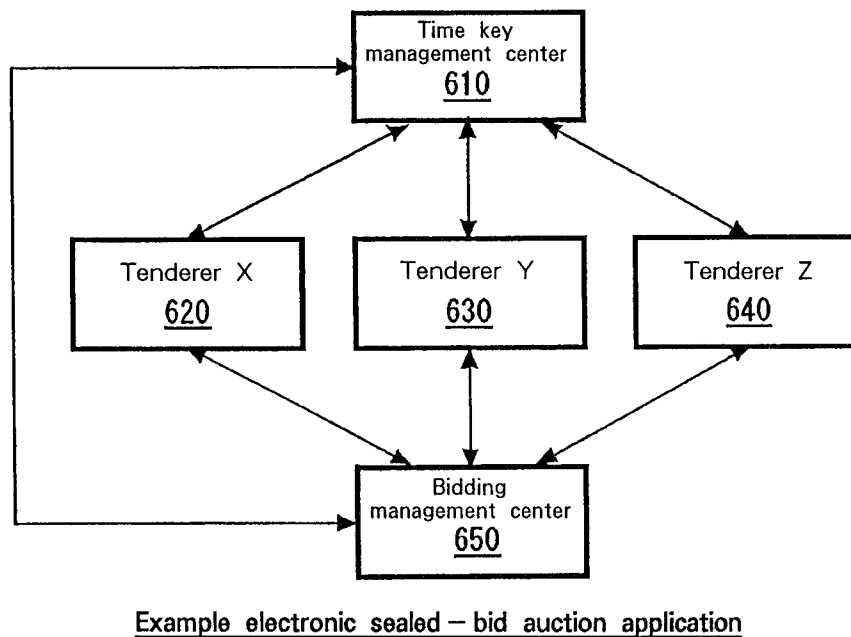 Time key
management center
610
Tenderer X
620
Tenderer Y
630
Tenderer Z
640
Bidding
management center
650
Example electronic sealed – bid auction application